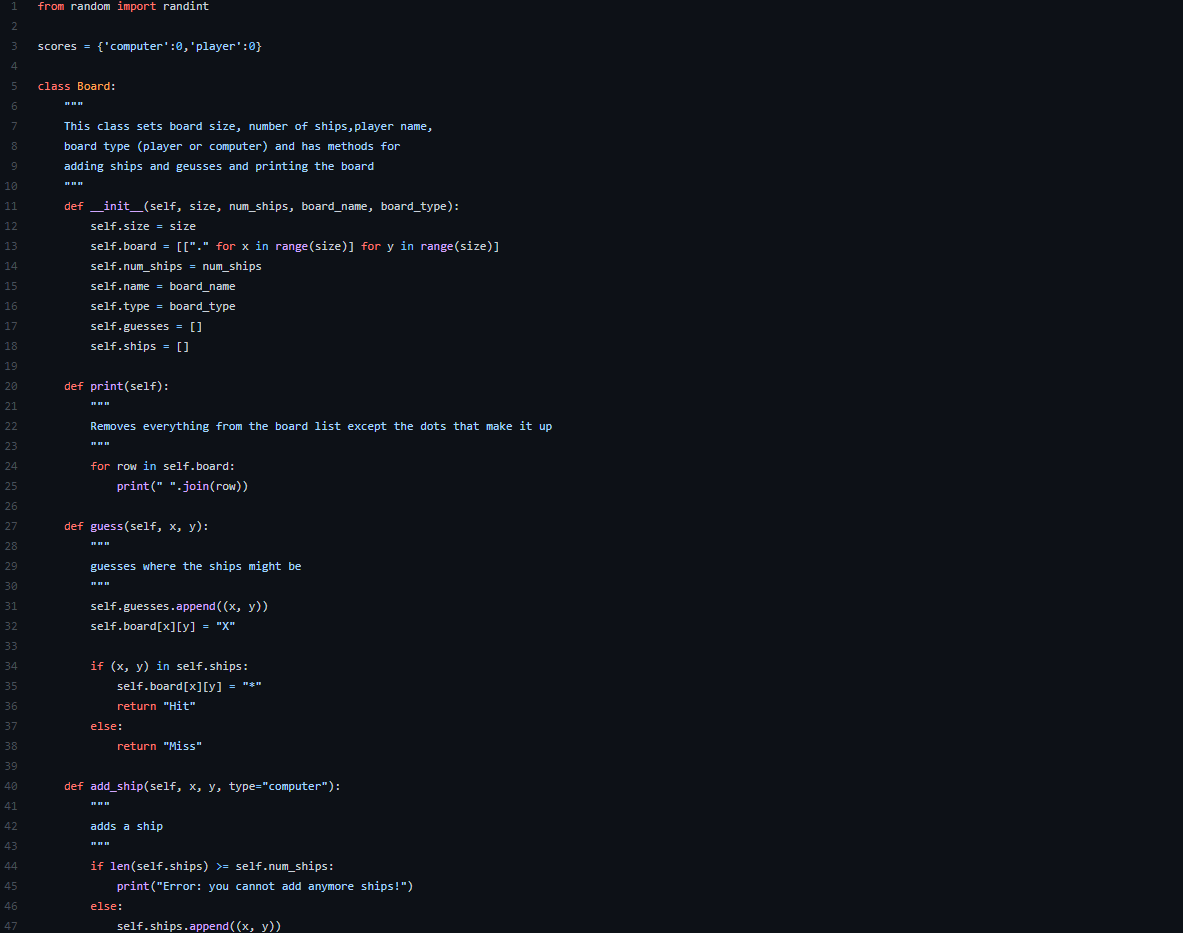 1 from random import randint
2
3 scores = {'computer':0,'player':0}
4
5 class Board:
6     """
7     This class sets board size, number of ships,player name,
8     board type (player or computer) and has methods for
9     adding ships and geusses and printing the board
10     """
11     def __init__(self, size, num_ships, board_name, board_type):
12         self.size = size
13         self.board = [["." for x in range(size)] for y in range(size)]
14         self.num_ships = num_ships
15         self.name = board_name
16         self.type = board_type
17         self.guesses = []
18         self.ships = []
19
20     def print(self):
21         """
22         Removes everything from the board list except the dots that make it up
23         """
24         for row in self.board:
25             print(" ".join(row))
26
27     def guess(self, x, y):
28         """
29         guesses where the ships might be
30         """
31         self.guesses.append((x, y))
32         self.board[x][y] = "X"
33
34         if (x, y) in self.ships:
35             self.board[x][y] = "*"
36             return "Hit"
37         else:
38             return "Miss"
39
40     def add_ship(self, x, y, type="computer"):
41         """
42         adds a ship
43         """
44         if len(self.ships) >= self.num_ships:
45             print("Error: you cannot add anymore ships!")
46         else:
47             self.ships.append((x, y))